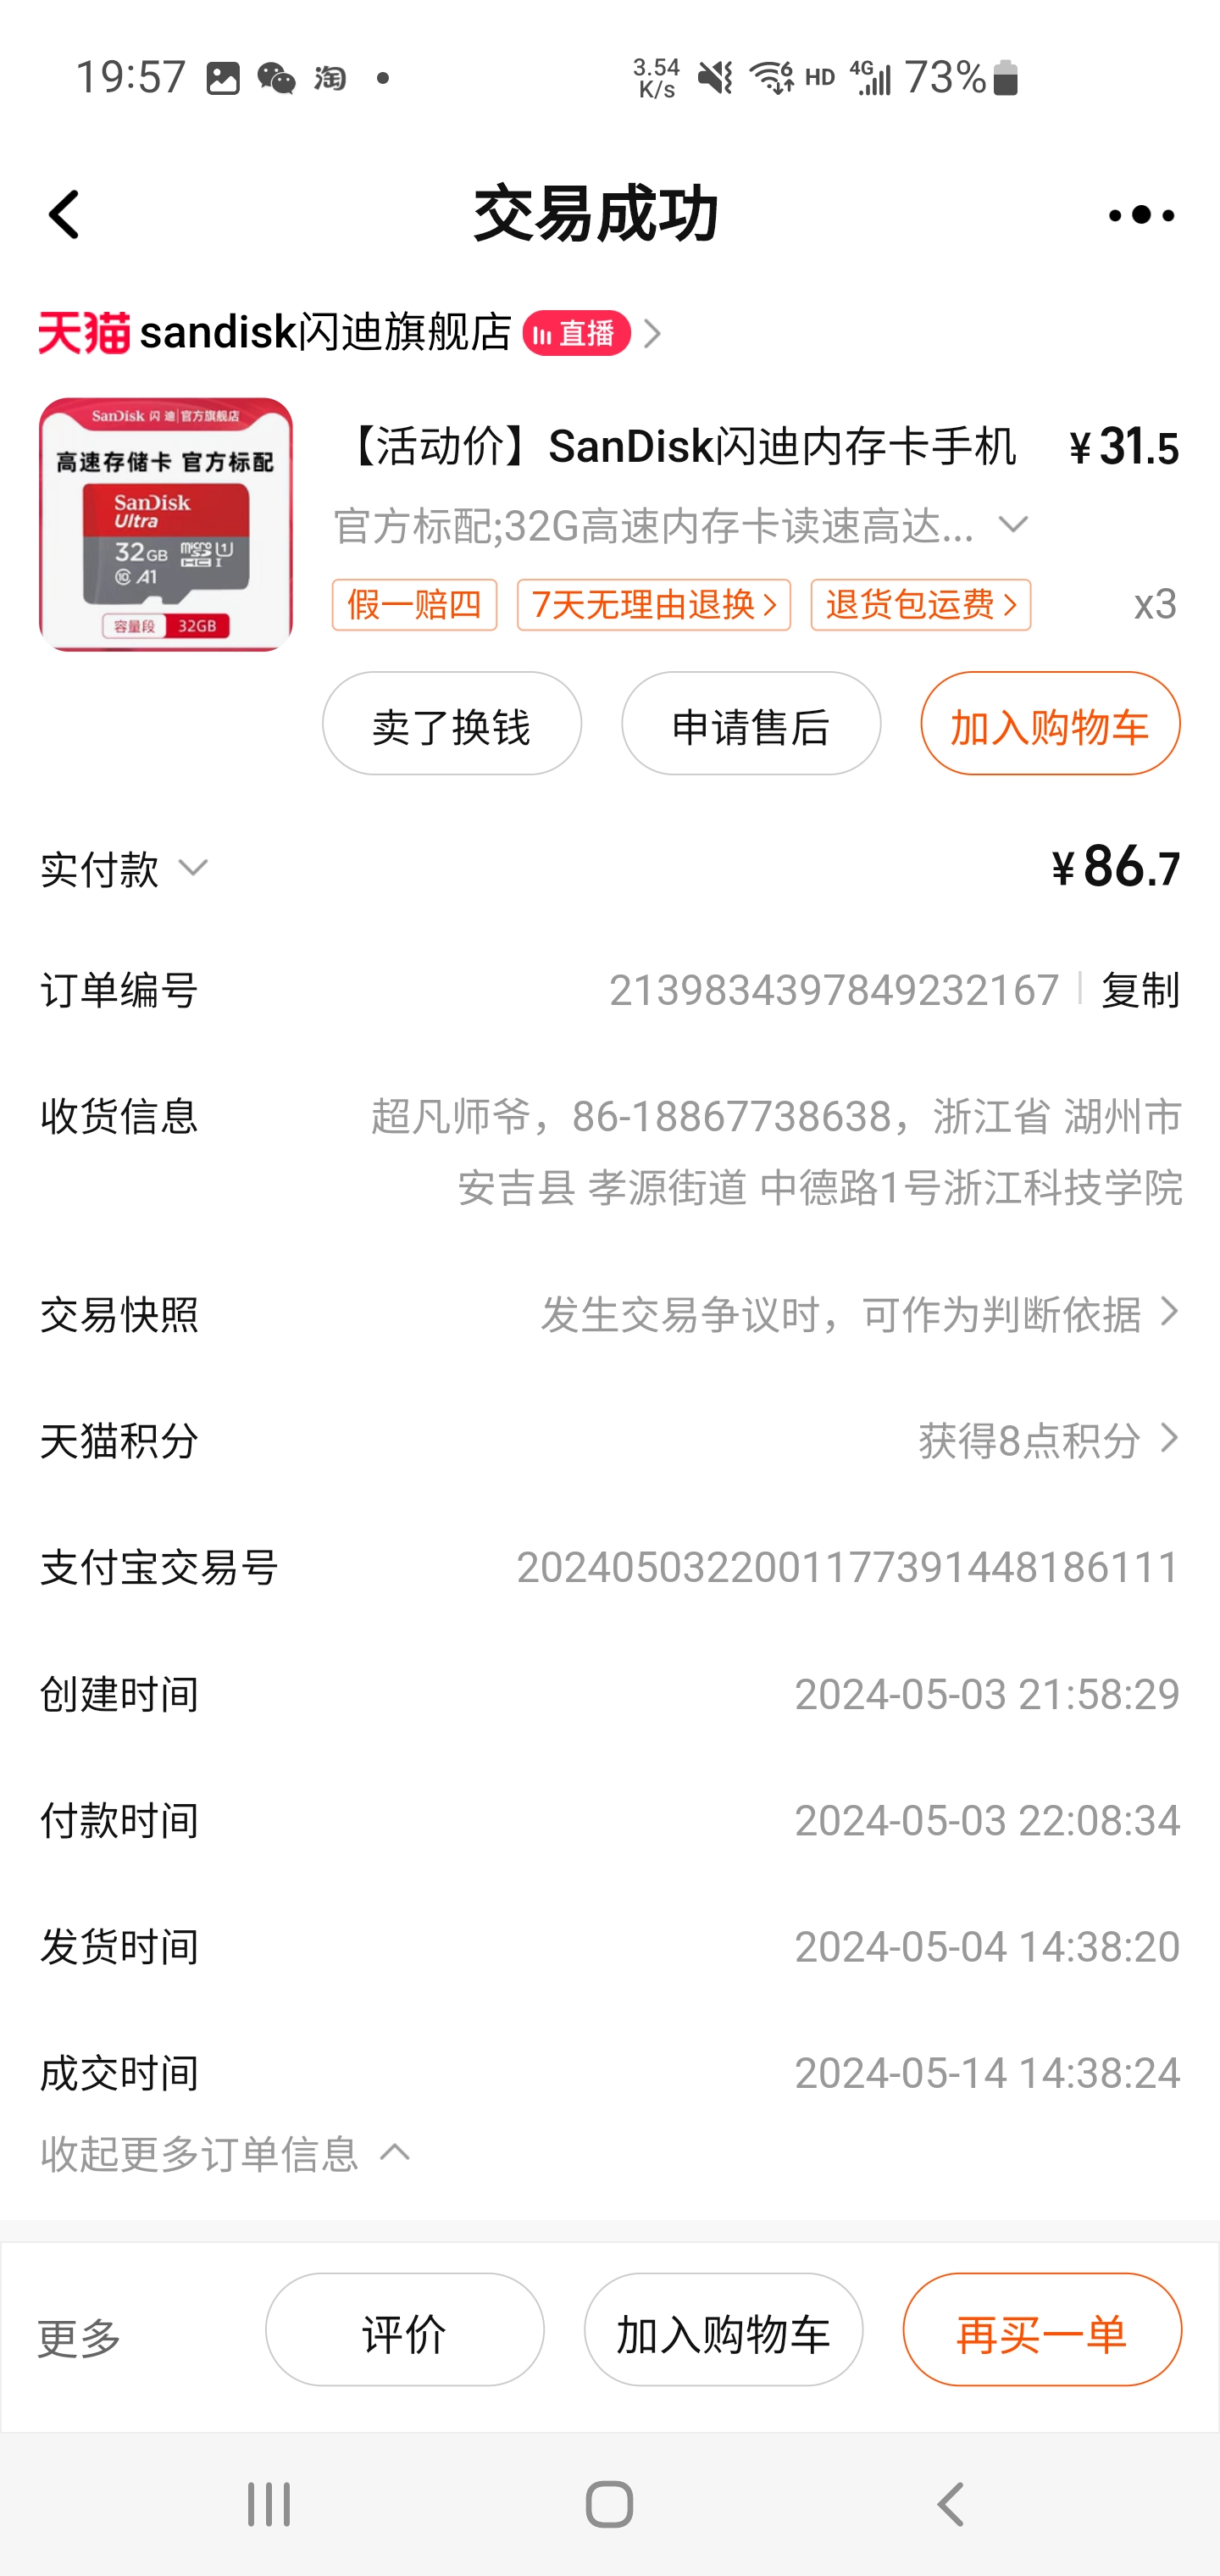 19:57 淘 3.54 K/s 6 HD 4G 73%
交易成功
天猫 sandisk闪迪旗舰店 直播
SanDisk 闪迪|官方旗舰店
高速存储卡 官方标配
SanDisk
Ultra
32GB micro SD HC I U1
⑩ A1
容量段 32GB
【活动价】SanDisk闪迪内存卡手机 ¥31.5
官方标配;32G高速内存卡读速高达...
假一赔四 7天无理由退换 退货包运费 x3
卖了换钱 申请售后 加入购物车
实付款 ¥86.7
订单编号 2139834397849232167 复制
收货信息 超凡师爷，86-18867738638，浙江省 湖州市
安吉县 孝源街道 中德路1号浙江科技学院
交易快照 发生交易争议时，可作为判断依据
天猫积分 获得8点积分
支付宝交易号 2024050322001177391448186111
创建时间 2024-05-03 21:58:29
付款时间 2024-05-03 22:08:34
发货时间 2024-05-04 14:38:20
成交时间 2024-05-14 14:38:24
收起更多订单信息
更多 评价 加入购物车 再买一单